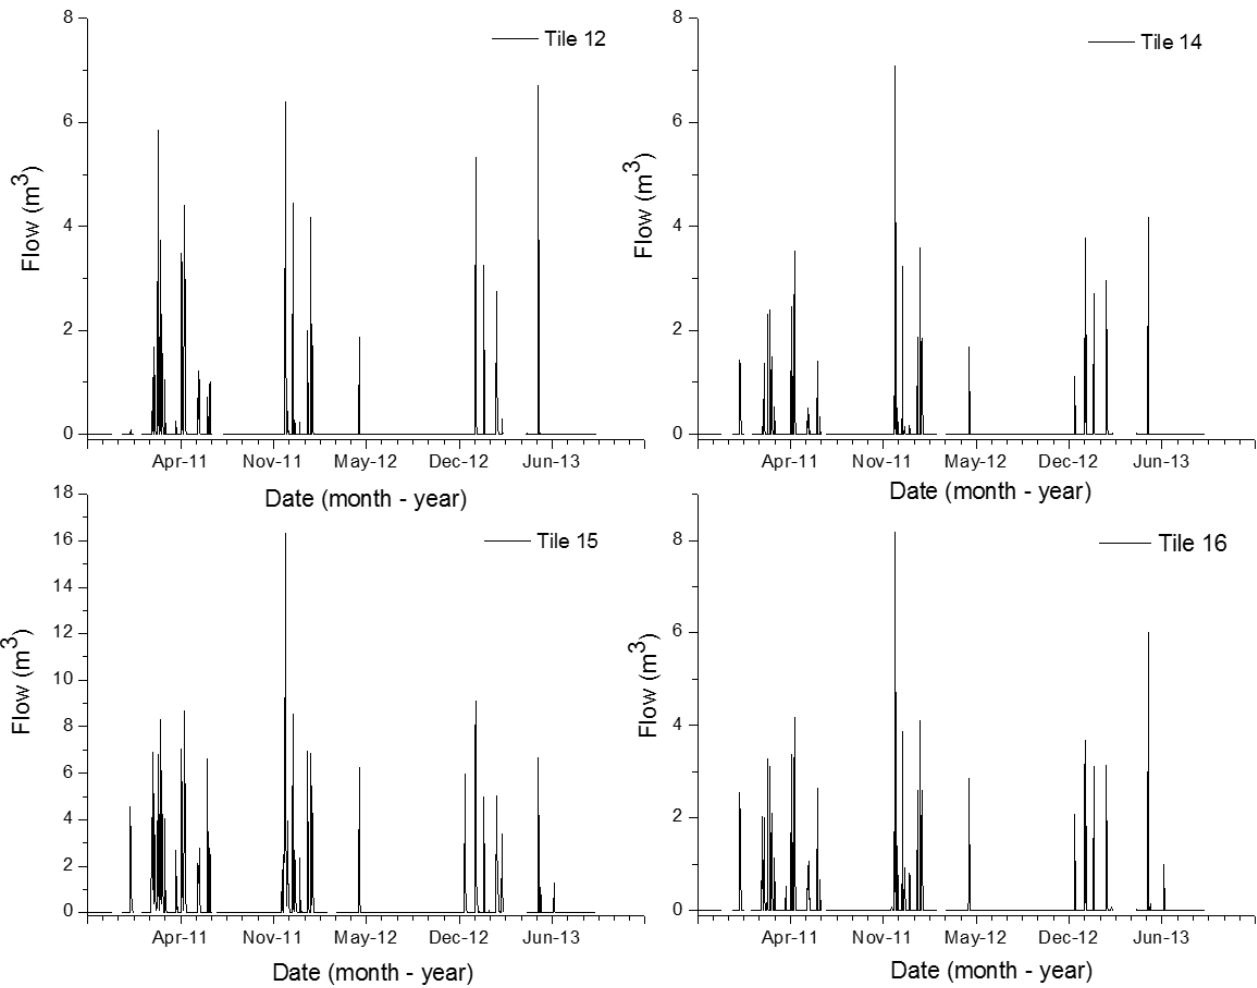 Tile 12
8
6
4
2
0
Flow (m³)
Apr-11 Nov-11 May-12 Dec-12 Jun-13
Date (month - year)
Tile 14
8
6
4
2
0
Flow (m³)
Apr-11 Nov-11 May-12 Dec-12 Jun-13
Date (month - year)
Tile 15
18
16
14
12
10
8
6
4
2
0
Flow (m³)
Apr-11 Nov-11 May-12 Dec-12 Jun-13
Date (month - year)
Tile 16
8
6
4
2
0
Flow (m³)
Apr-11 Nov-11 May-12 Dec-12 Jun-13
Date (month - year)